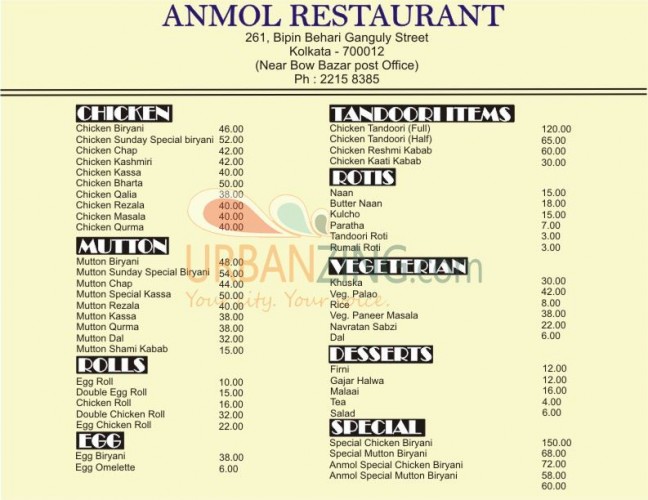 ANMOL RESTAURANT
261, Bipin Behari Ganguly Street
Kolkata - 700012
(Near Bow Bazar post Office)
Ph : 2215 8385
CHICKEN
Chicken Biryani 46.00
Chicken Sunday Special biryani 52.00
Chicken Chap 42.00
Chicken Kashmiri 42.00
Chicken Kassa 40.00
Chicken Bharta 50.00
Chicken Qalia 38.00
Chicken Rezala 40.00
Chicken Masala 40.00
Chicken Qurma 40.00
MUTTON
Mutton Biryani 48.00
Mutton Sunday Special Biryani 54.00
Mutton Chap 44.00
Mutton Special Kassa 50.00
Mutton Rezala 40.00
Mutton Kassa 38.00
Mutton Qurma 38.00
Mutton Dal 32.00
Mutton Shami Kabab 15.00
ROLLS
Egg Roll 10.00
Double Egg Roll 15.00
Chicken Roll 16.00
Double Chicken Roll 32.00
Egg Chicken Roll 22.00
EGG
Egg Biryani 38.00
Egg Omelette 6.00
TANDOORI ITEMS
Chicken Tandoori (Full) 120.00
Chicken Tandoori (Half) 65.00
Chicken Reshmi Kabab 60.00
Chicken Kaati Kabab 30.00
ROTIS
Naan 15.00
Butter Naan 18.00
Kulcho 15.00
Paratha 7.00
Tandoori Roti 3.00
Rumali Roti 3.00
VEGETERIAN
Khuska 30.00
Veg. Palao 42.00
Rice 8.00
Veg. Paneer Masala 38.00
Navratan Sabzi 22.00
Dal 6.00
DESSERTS
Firni 12.00
Gajar Halwa 12.00
Malaai 16.00
Tea 4.00
Salad 6.00
SPECIAL
Special Chicken Biryani 150.00
Special Mutton Biryani 68.00
Anmol Special Chicken Biryani 72.00
Anmol Special Mutton Biryani 58.00
60.00
URBANZING.com
Your City. Your Voice.